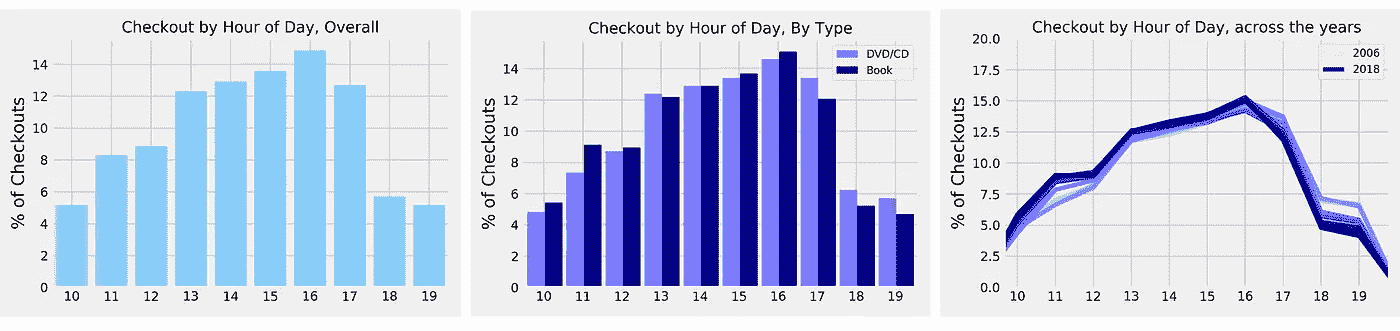 Checkout by Hour of Day, Overall
% of Checkouts
14
12
10
8
6
4
2
0
10 11 12 13 14 15 16 17 18 19
Checkout by Hour of Day, By Type
% of Checkouts
14
12
10
8
6
4
2
0
10 11 12 13 14 15 16 17 18 19
DVD/CD
Book
Checkout by Hour of Day, across the years
% of Checkouts
20.0
17.5
15.0
12.5
10.0
7.5
5.0
2.5
0.0
10 11 12 13 14 15 16 17 18 19
2006
2018